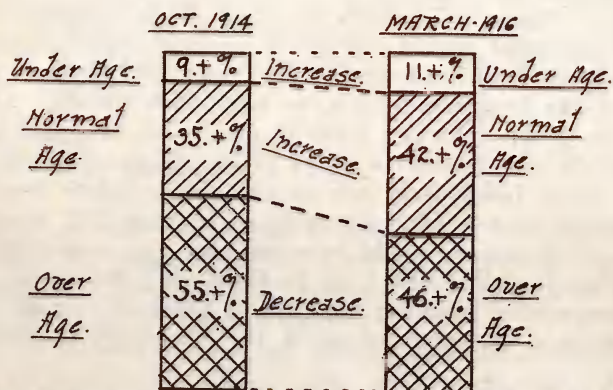 OCT. 1914 MARCH-1916
Under Age. 9.+% Increase. 11.+% Under Age.
Normal Age. 35.+% Increase. 42.+% Normal Age.
Over Age. 55.+% Decrease. 46.+% Over Age.